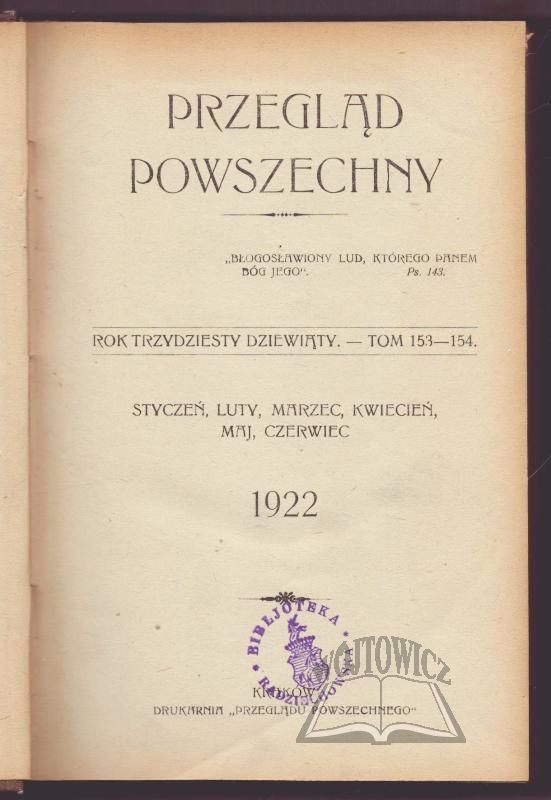 PRZEGLĄD
POWSZECHNY
„BŁOGOSŁAWIONY LUD, KTÓREGO PANEM
BÓG JEGO“. Ps. 143.
ROK TRZYDZIESTY DZIEWIĄTY. — TOM 153—154.
STYCZEŃ, LUTY, MARZEC, KWIECIEŃ,
MAJ, CZERWIEC
1922
BIBLJOTEKA
KRAKÓW
DRUKARNIA „PRZEGLĄDU POWSZECHNEGO“
WÓJTOWICZ